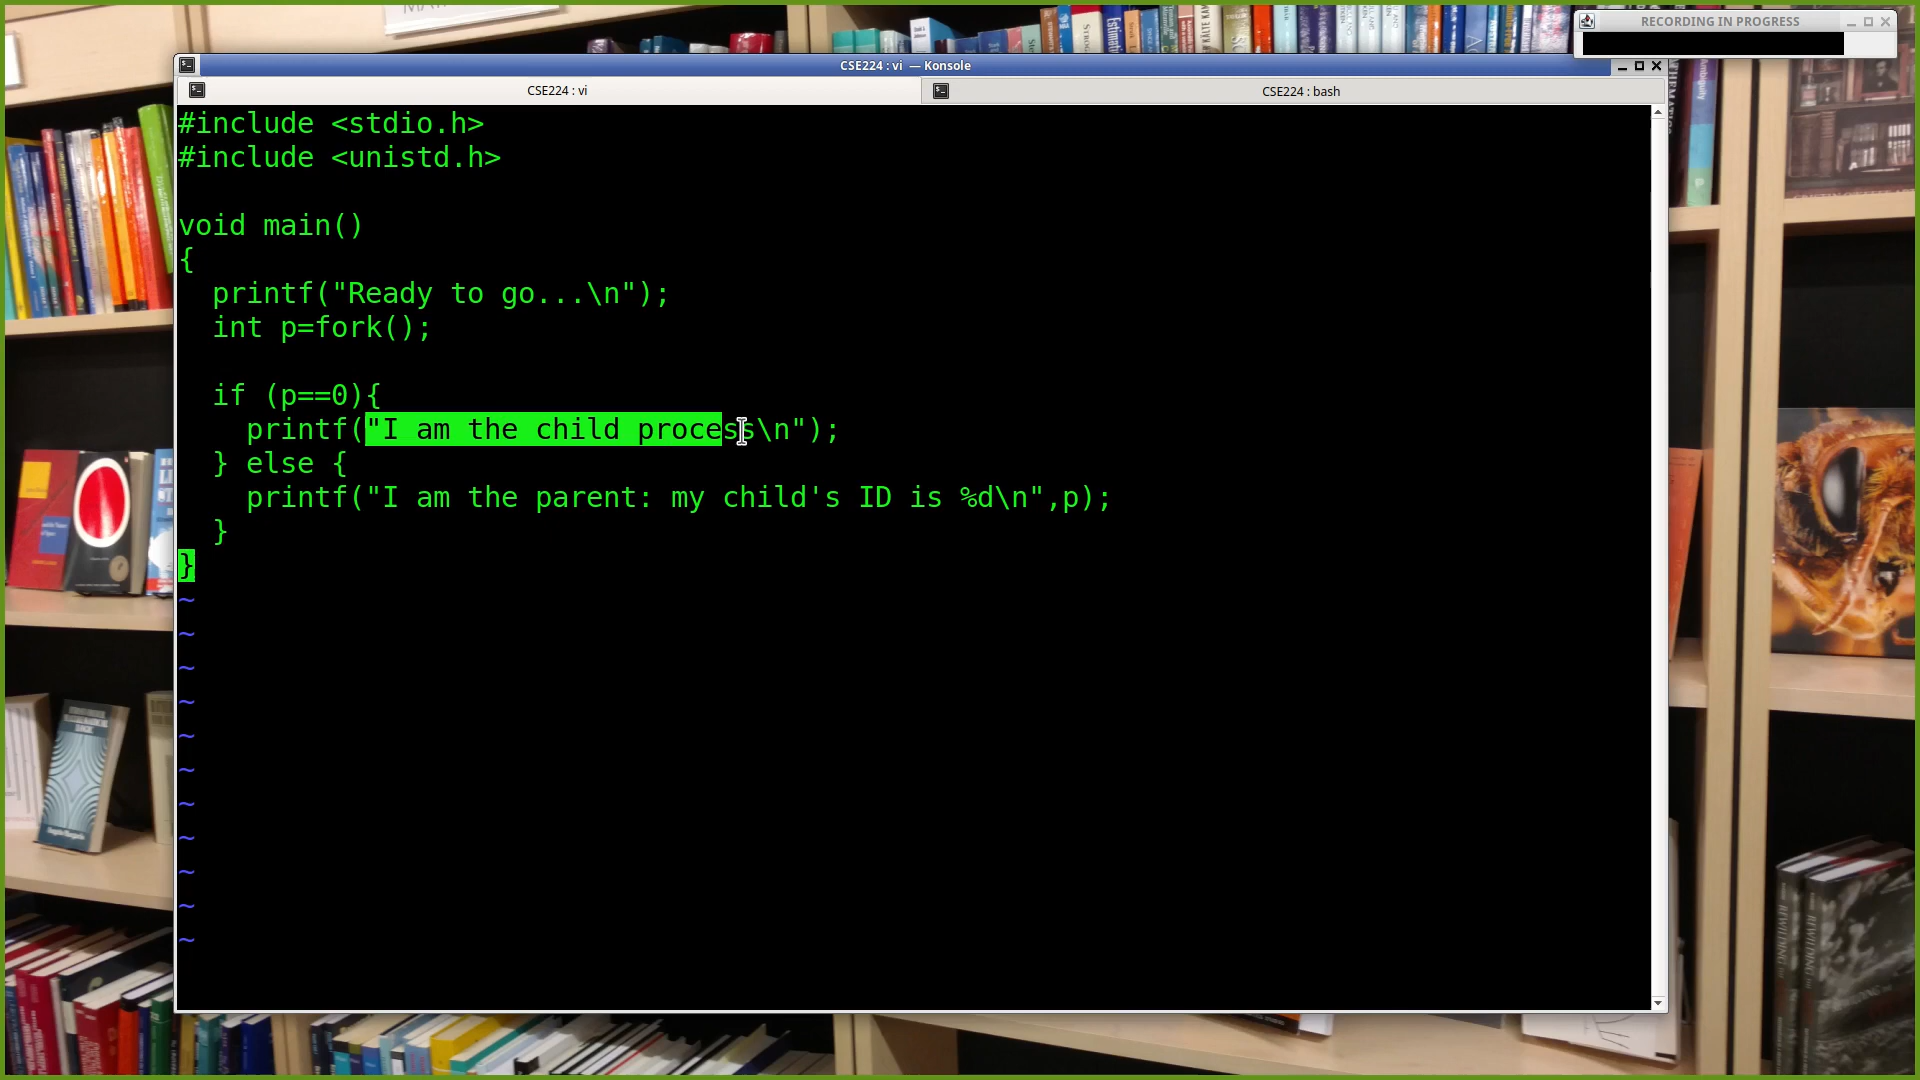 RECORDING IN PROGRESS
CSE224 : vi — Konsole
CSE224 : vi
CSE224 : bash
#include <stdio.h>
#include <unistd.h>
void main()
{
printf("Ready to go...\n");
int p=fork();
if (p==0){
printf("I am the child process\n");
} else {
printf("I am the parent: my child's ID is %d\n",p);
}
}
~
~
~
~
~
~
~
~
~
~
~
REWILDING
REWILDING